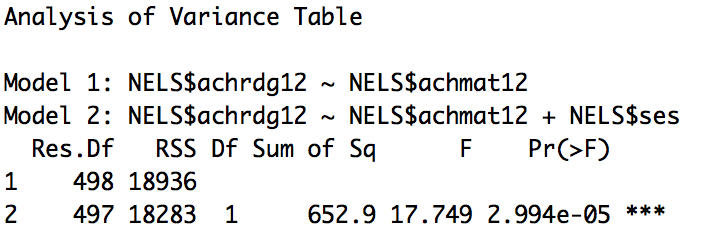 Analysis of Variance Table
Model 1: NELS$achrdg12 ~ NELS$achmat12
Model 2: NELS$achrdg12 ~ NELS$achmat12 + NELS$ses
Res.Df RSS Df Sum of Sq F Pr(>F)
1 498 18936
2 497 18283 1 652.9 17.749 2.994e-05 ***